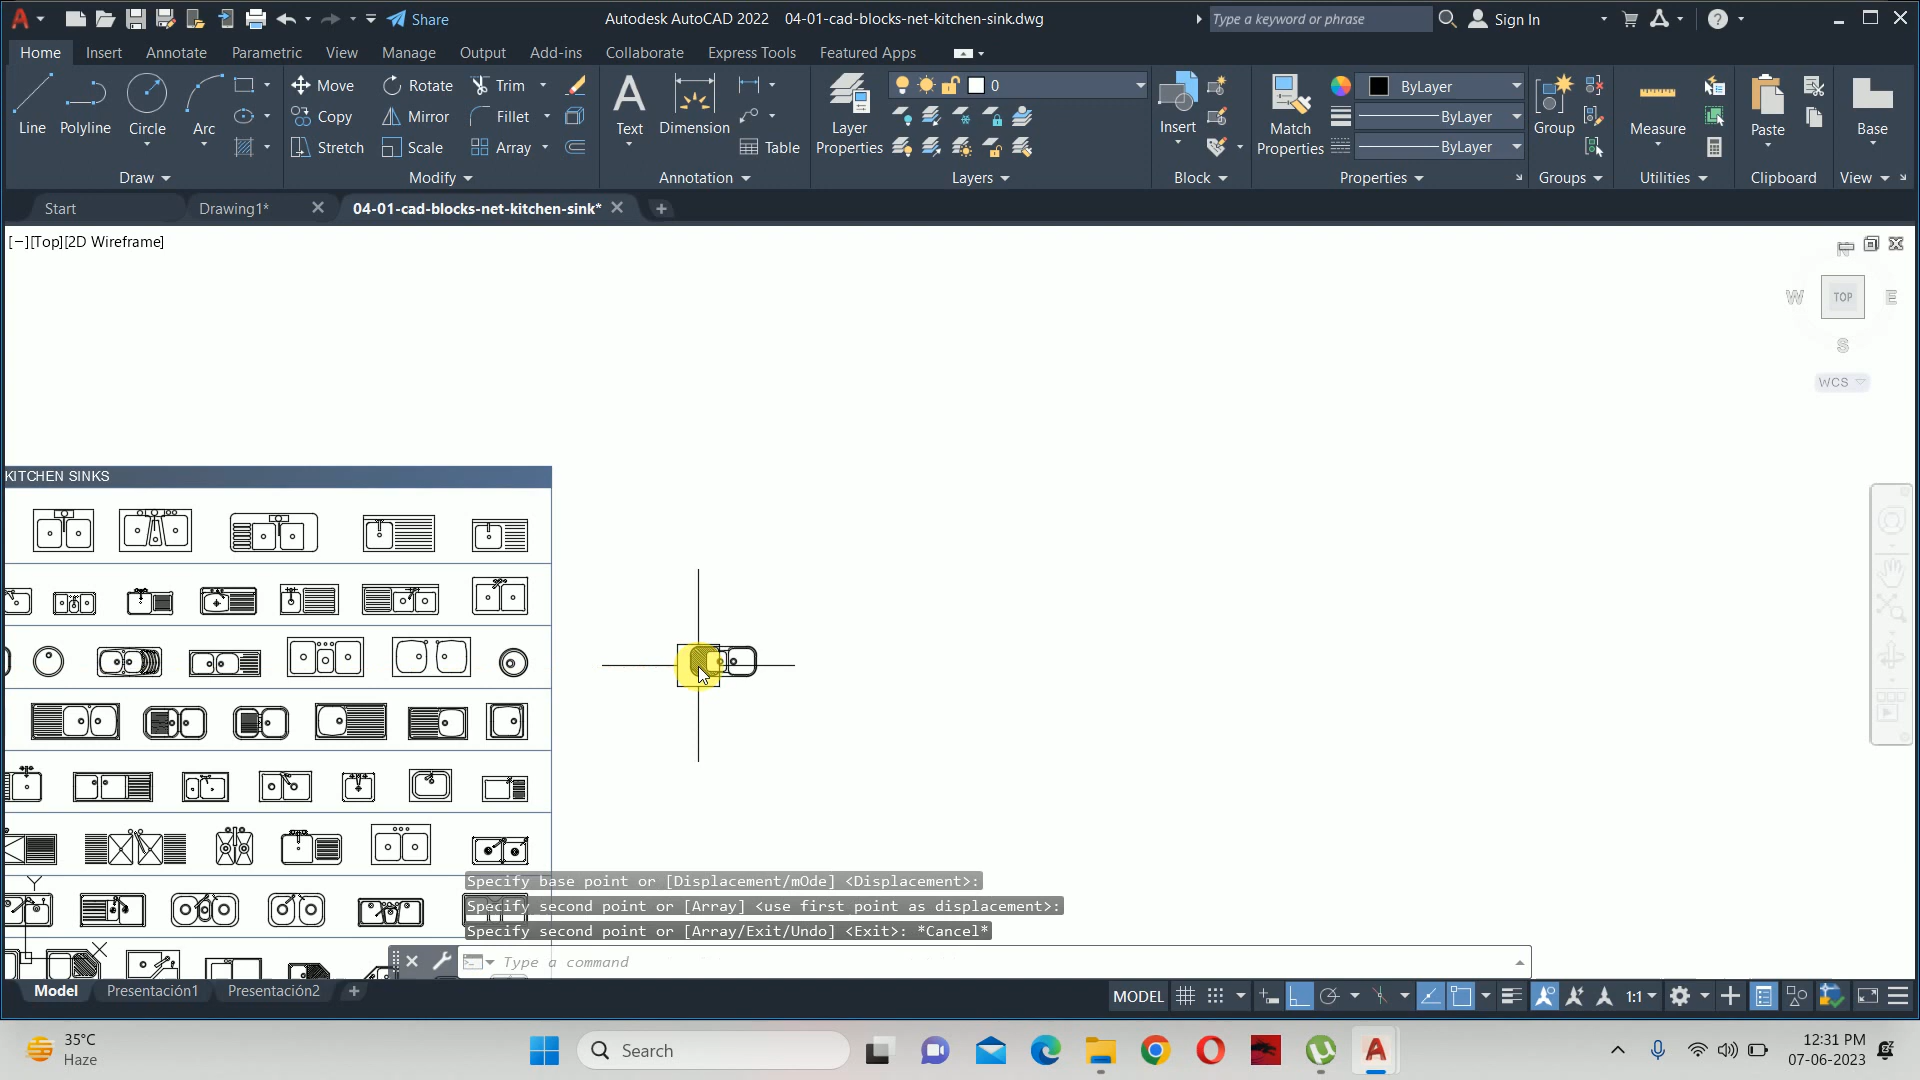 Share
Autodesk AutoCAD 2022 04-01-cad-blocks-net-kitchen-sink.dwg
Type a keyword or phrase
Sign In
Home Insert Annotate Parametric View Manage Output Add-ins Collaborate Express Tools Featured Apps
Line Polyline Circle Arc
Move Rotate Trim
Copy Mirror Fillet
Stretch Scale Array
Text Dimension Table
Layer Properties
0
Insert
Match Properties
ByLayer
ByLayer
ByLayer
Group
Measure
Paste
Base
Draw Modify Annotation Layers Block Properties Groups Utilities Clipboard View
Start Drawing1* 04-01-cad-blocks-net-kitchen-sink*
[−][Top][2D Wireframe]
N
W TOP E
S
WCS
KITCHEN SINKS
Specify base point or [Displacement/mOde] <Displacement>:
Specify second point or [Array] <use first point as displacement>:
Specify second point or [Array/Exit/Undo] <Exit>: *Cancel*
Type a command
Y
X
Model Presentación1 Presentación2
MODEL 1:1
35°C
Haze
Search
12:31 PM
07-06-2023